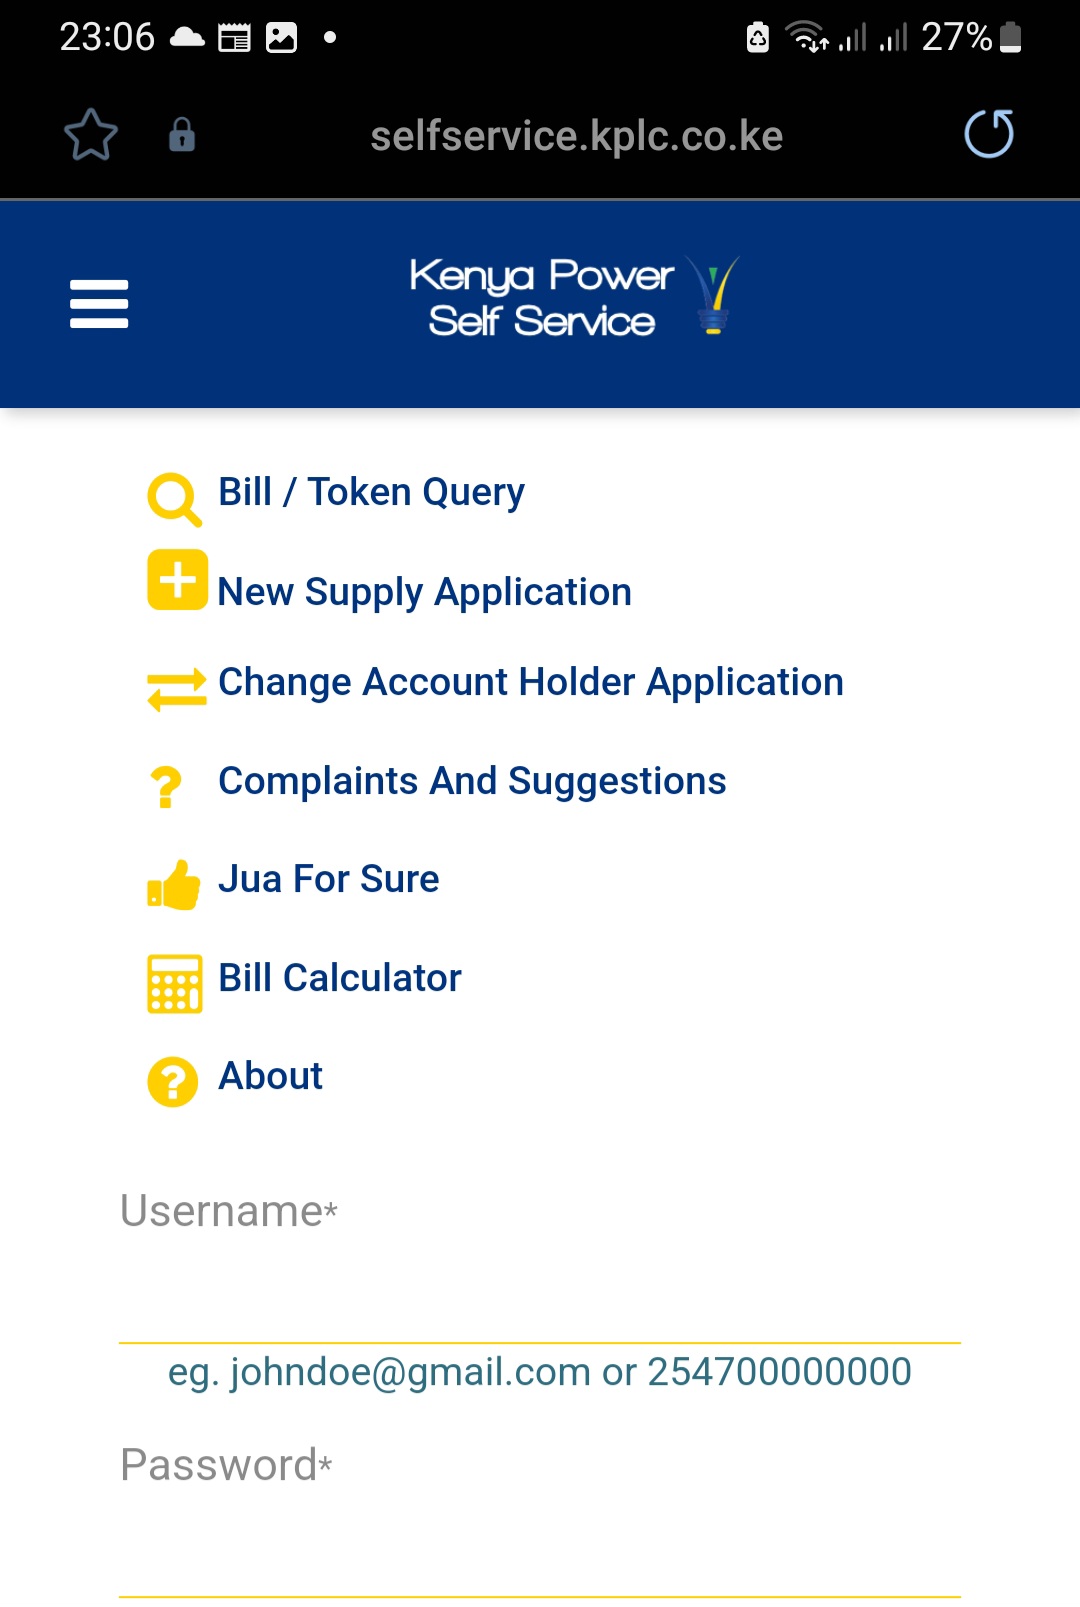 23:06
27%
selfservice.kplc.co.ke
Kenya Power
Self Service
Bill / Token Query
New Supply Application
Change Account Holder Application
Complaints And Suggestions
Jua For Sure
Bill Calculator
About
Username*
eg. johndoe@gmail.com or 254700000000
Password*